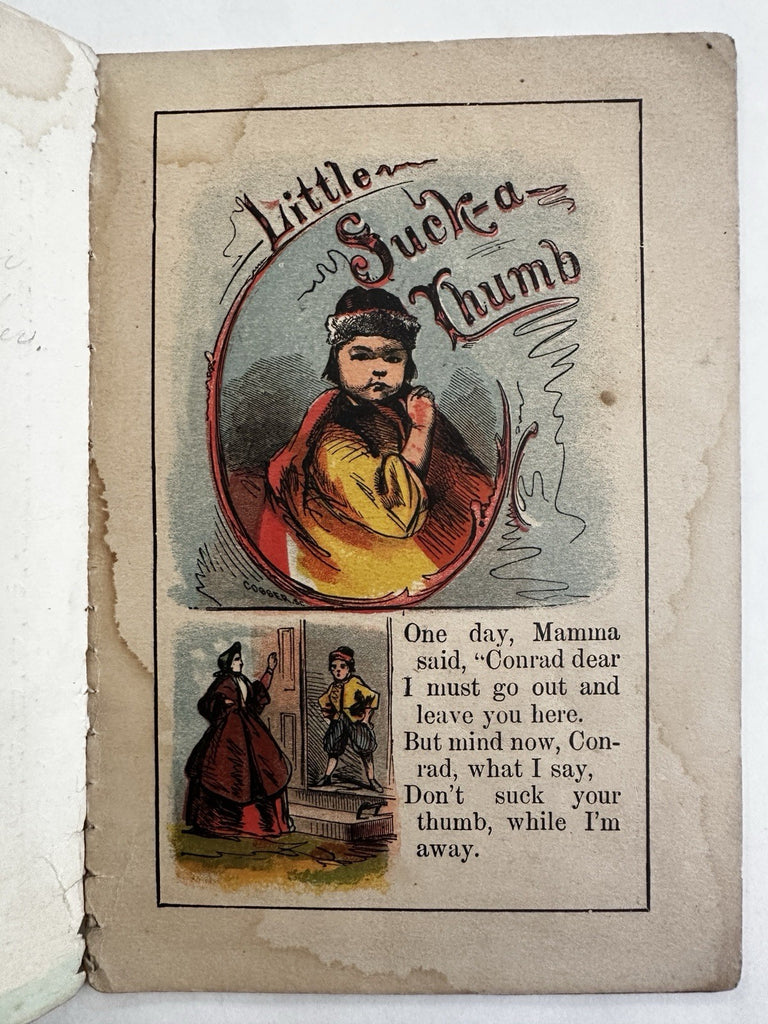 Little
Suck-a-
Thumb
One day, Mamma
said, “Conrad dear
I must go out and
leave you here.
But mind now, Con-
rad, what I say,
Don't suck your
thumb, while I'm
away.